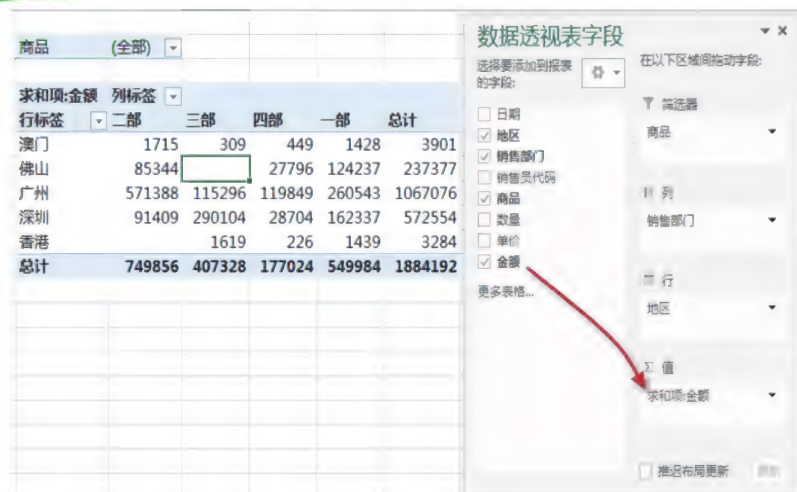 商品 (全部)
求和项:金额 列标签
行标签 二部 三部 四部 一部 总计
澳门 1715 309 449 1428 3901
佛山 85344 27796 124237 237377
广州 571388 115296 119849 260543 1067076
深圳 91409 290104 28704 162337 572554
香港 1619 226 1439 3284
总计 749856 407328 177024 549984 1884192
数据透视表字段
选择要添加到报表
的字段:
日期
地区
销售部门
销售员代码
商品
数量
单价
金额
更多表格...
在以下区域间拖动字段:
筛选器
商品
列
销售部门
行
地区
Σ 值
求和项:金额
推迟布局更新 更新